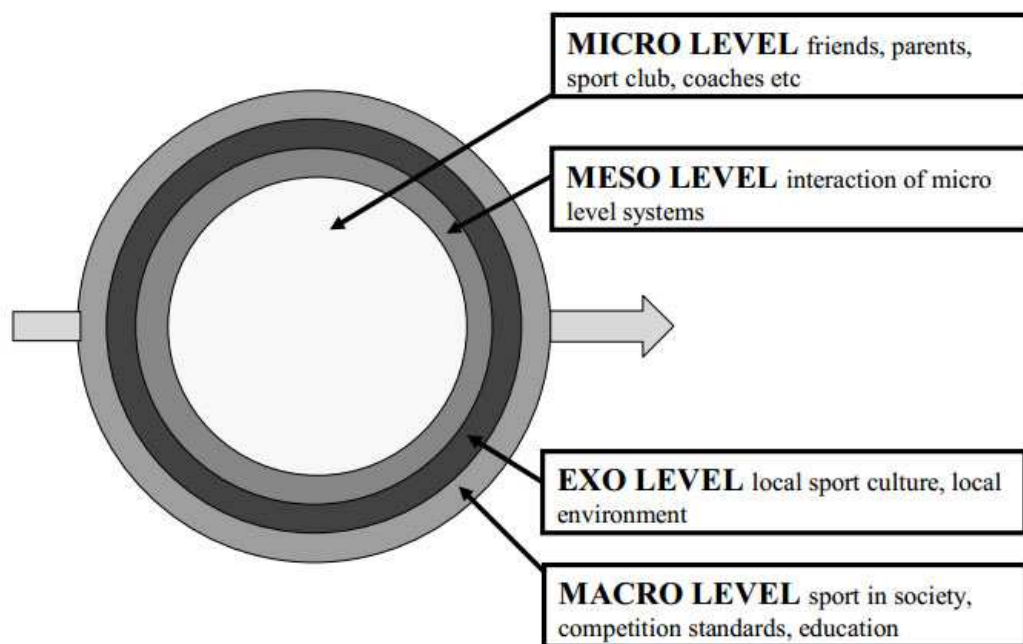 MICRO LEVEL friends, parents,
sport club, coaches etc
MESO LEVEL interaction of micro
level systems
EXO LEVEL local sport culture, local
environment
MACRO LEVEL sport in society,
competition standards, education